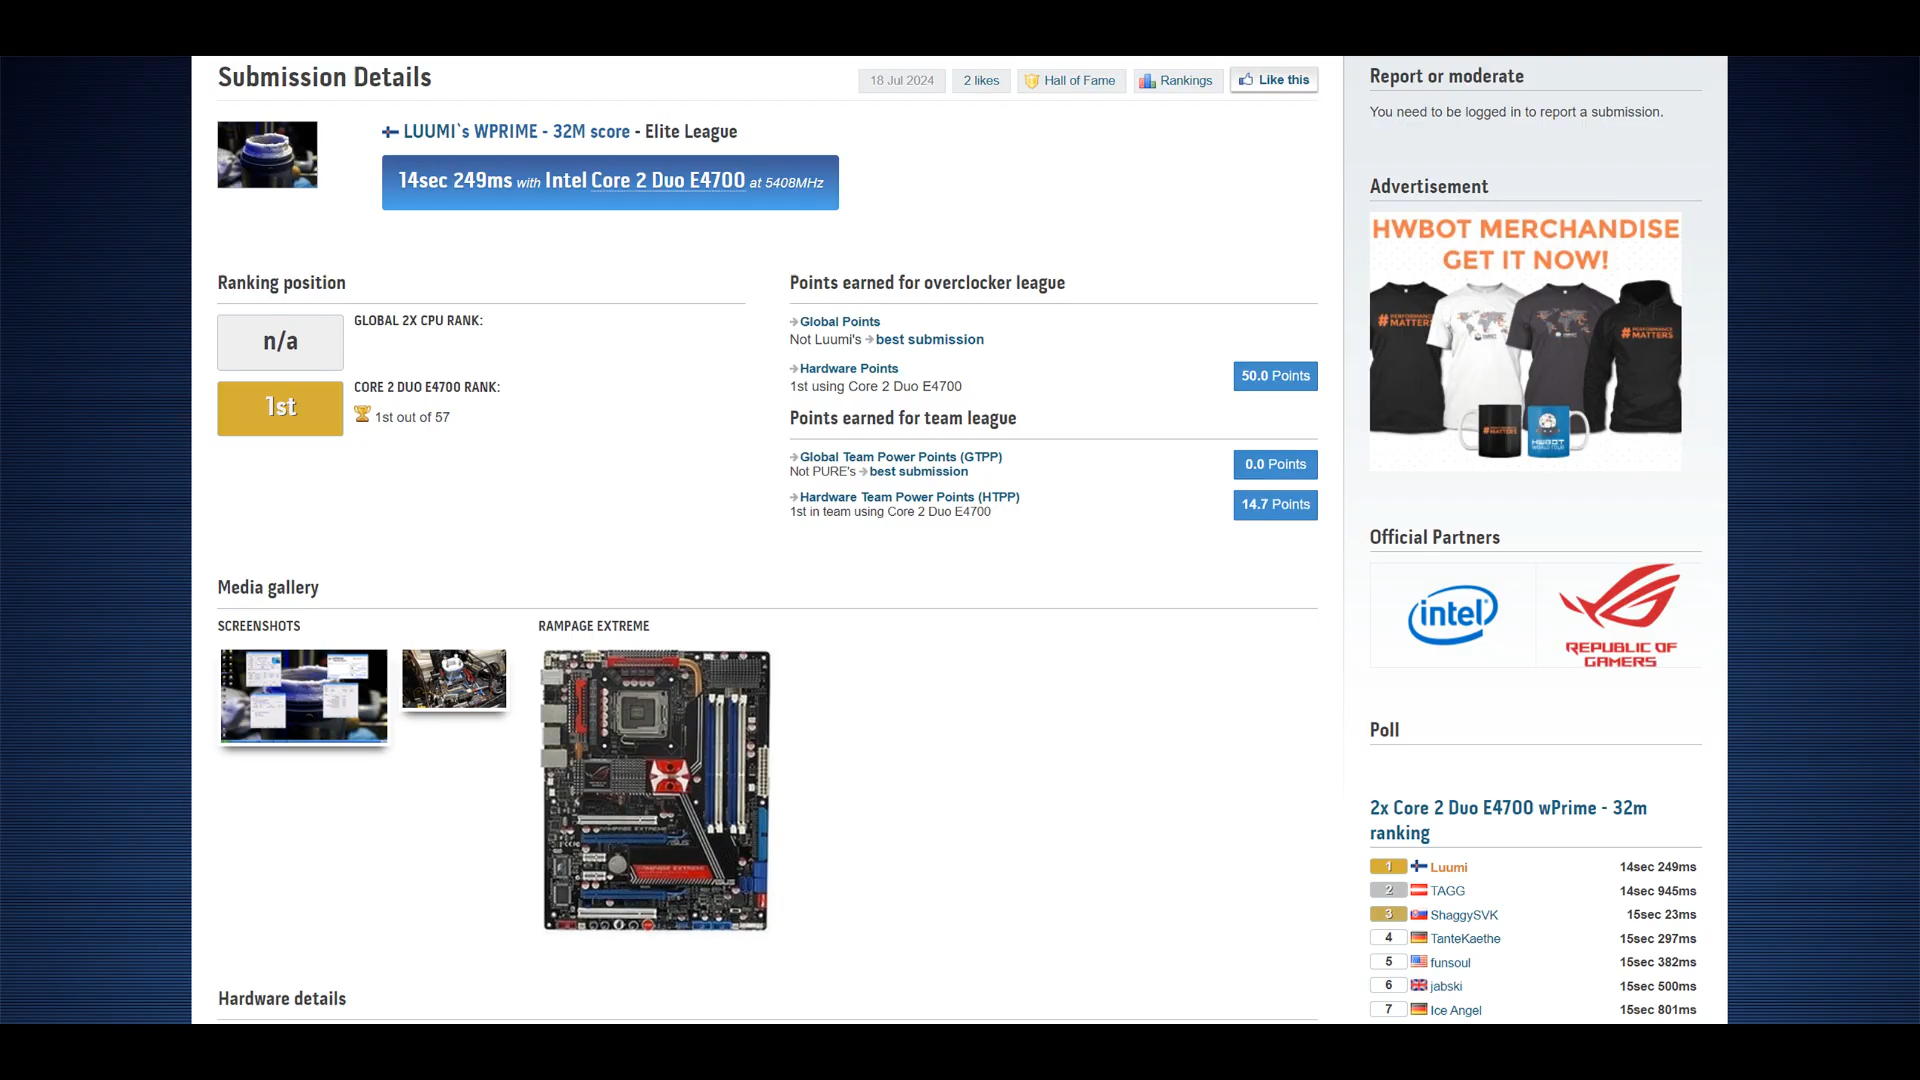 Submission Details
18 Jul 2024
2 likes
Hall of Fame
Rankings
Like this
LUUMI`s WPRIME - 32M score - Elite League
14sec 249ms with Intel Core 2 Duo E4700 at 5408MHz
Ranking position
n/a
GLOBAL 2X CPU RANK:
1st
CORE 2 DUO E4700 RANK:
1st out of 57
Points earned for overclocker league
Global Points
Not Luumi's best submission
Hardware Points
1st using Core 2 Duo E4700
50.0 Points
Points earned for team league
Global Team Power Points (GTPP)
Not PURE's best submission
0.0 Points
Hardware Team Power Points (HTPP)
1st in team using Core 2 Duo E4700
14.7 Points
Media gallery
SCREENSHOTS
RAMPAGE EXTREME
RAMPAGE EXTREME
Hardware details
Report or moderate
You need to be logged in to report a submission.
Advertisement
HWBOT MERCHANDISE
GET IT NOW!
#PERFORMANCE
MATTERS
#PERFORMANCE
MATTERS
HWBOT
Official Partners
intel
REPUBLIC OF
GAMERS
Poll
2x Core 2 Duo E4700 wPrime - 32m
ranking
1 Luumi 14sec 249ms
2 TAGG 14sec 945ms
3 ShaggySVK 15sec 23ms
4 TanteKaethe 15sec 297ms
5 funsoul 15sec 382ms
6 jabski 15sec 500ms
7 Ice Angel 15sec 801ms